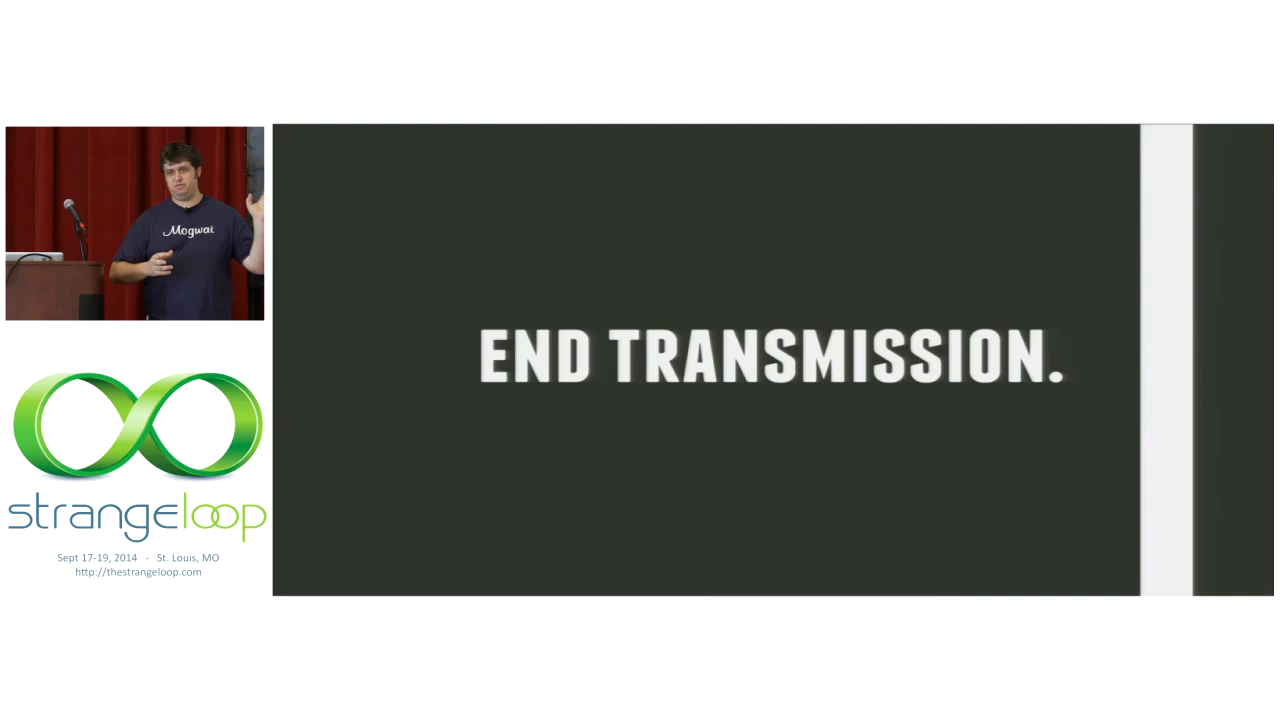 Mogwai
END TRANSMISSION.
strangeloop
Sept 17-19, 2014 - St. Louis, MO
http://thestrangeloop.com